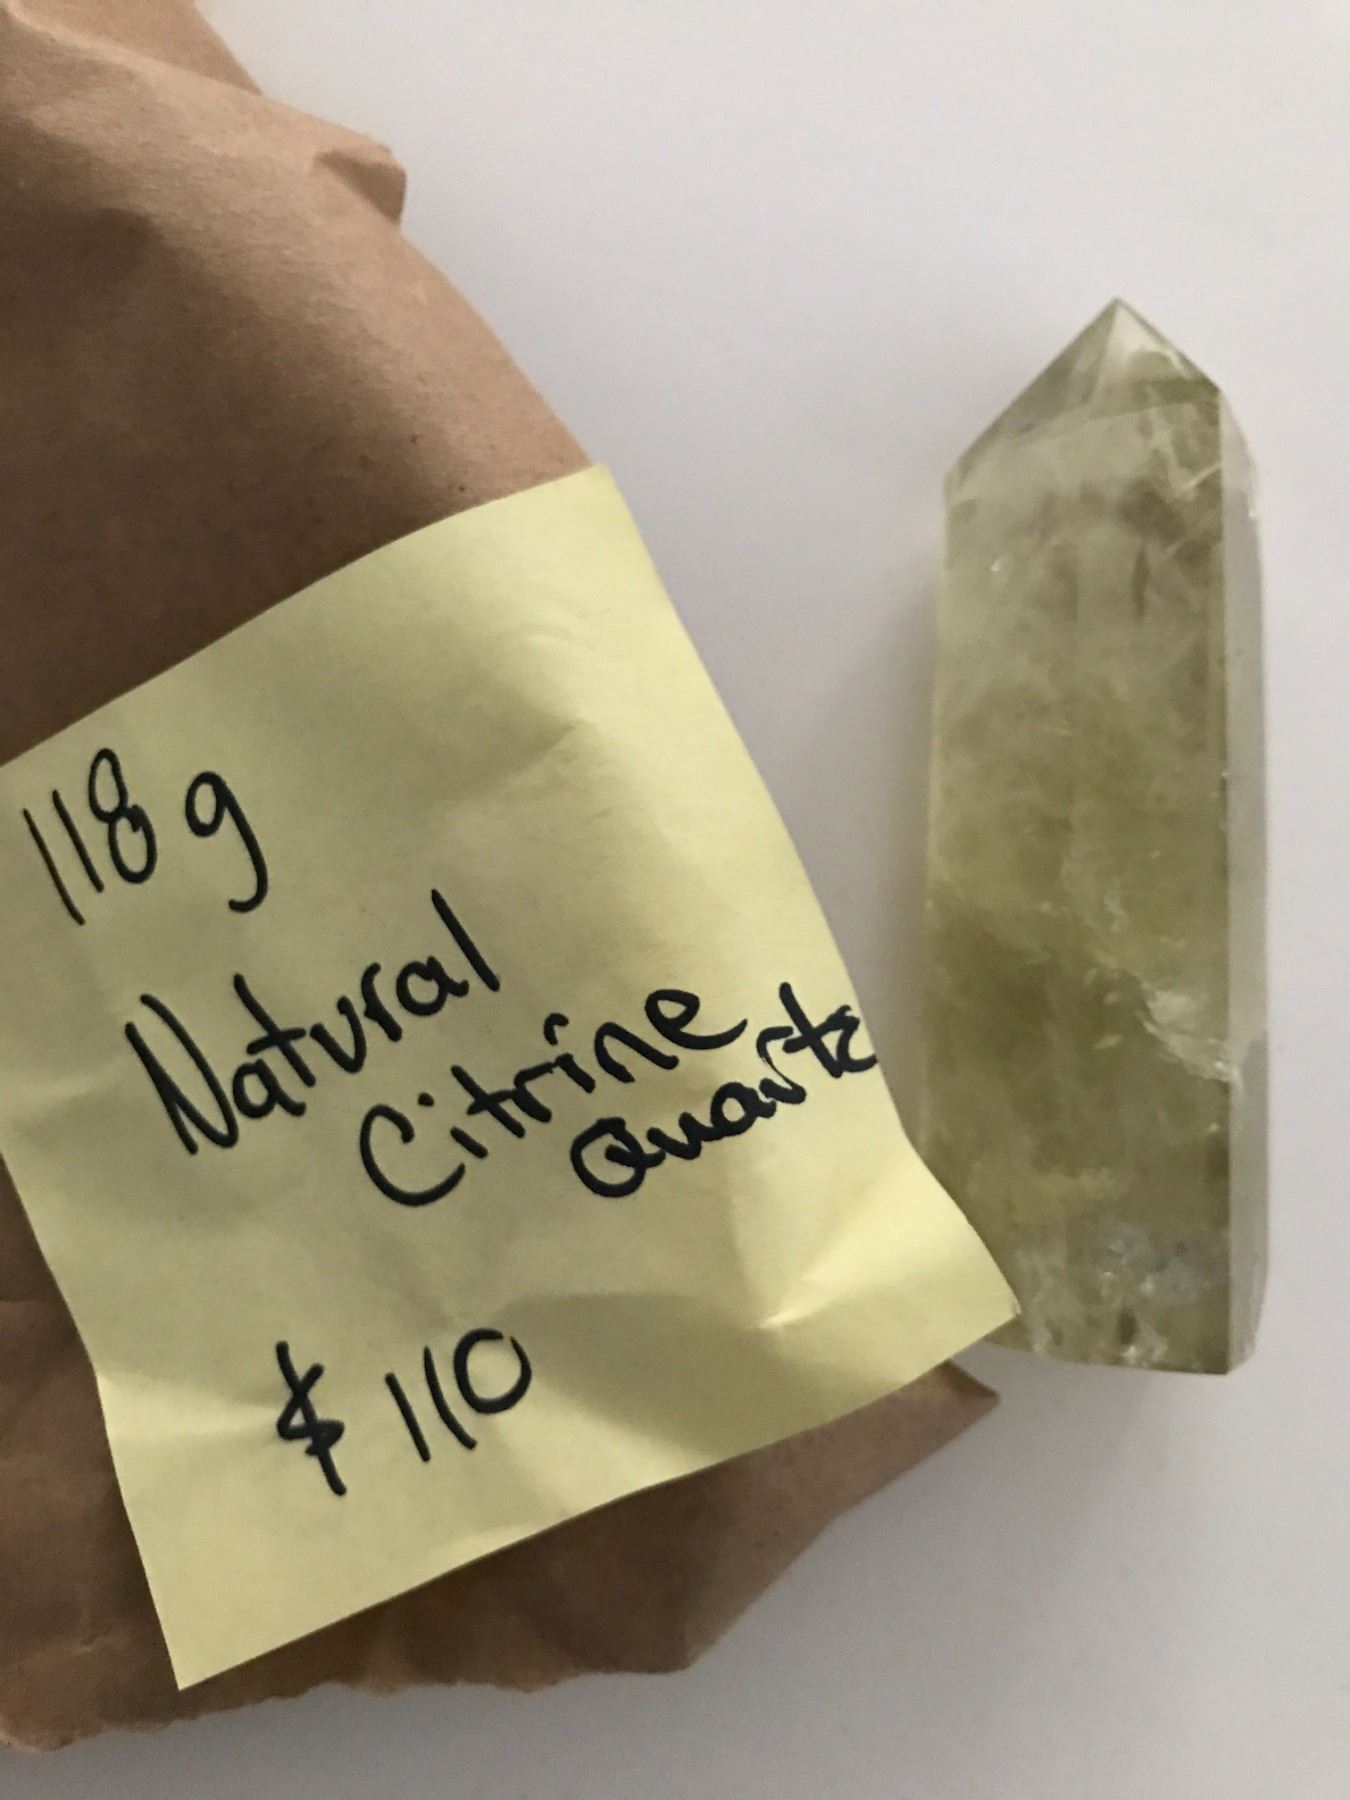 118 g
Natural
Citrine
Quartz
$ 110